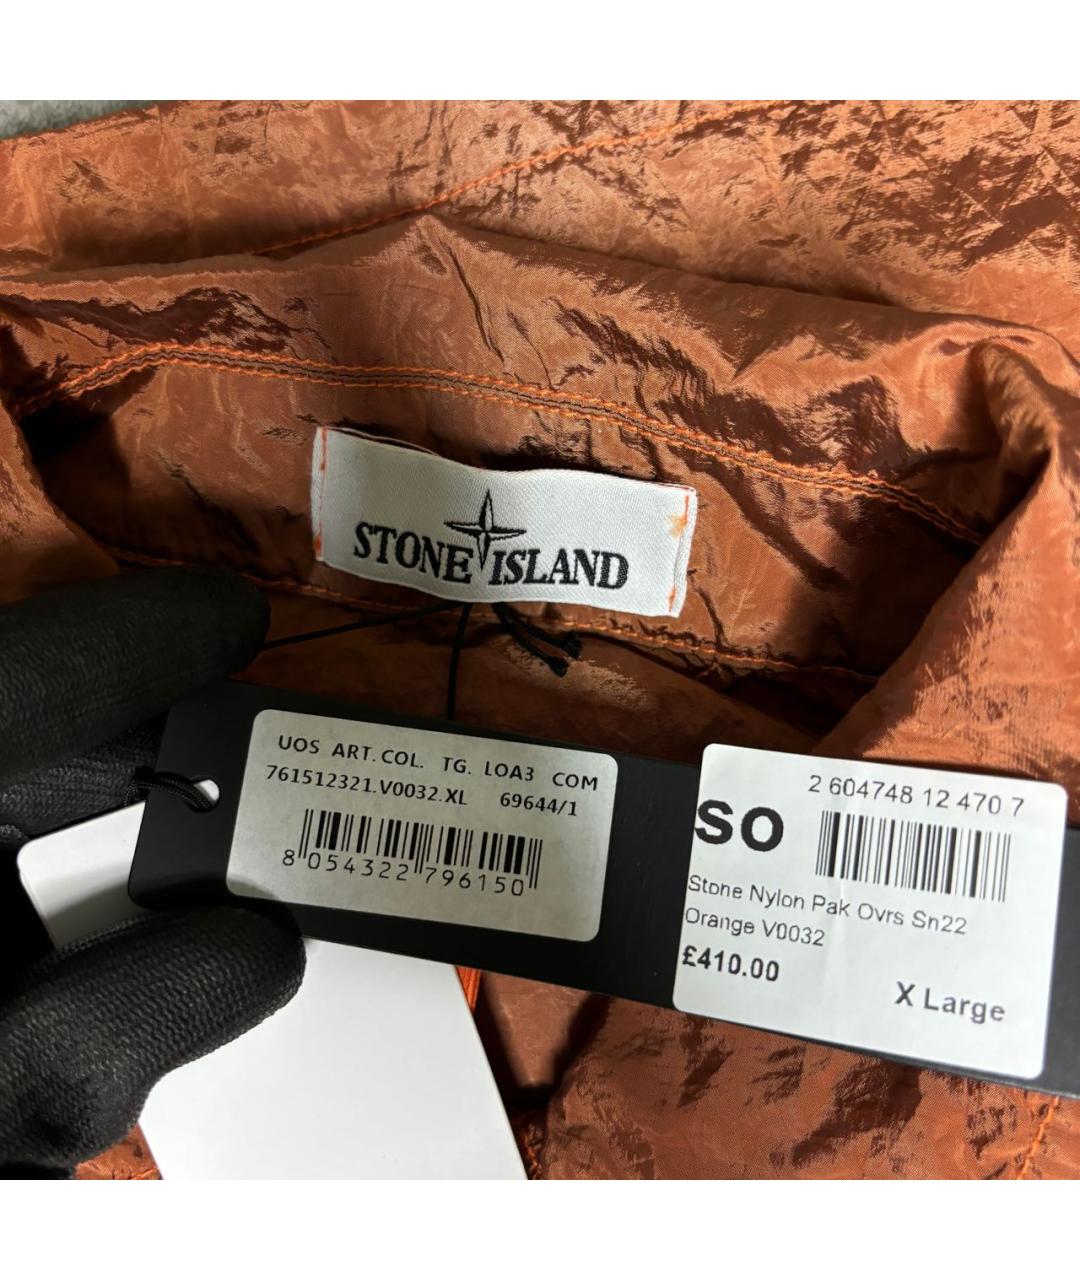 STONE ISLAND
UOS ART. COL. TG. LOA3 COM
761512321.V0032.XL 69644/1
8 054322 796150
2 604748 12 470 7
SO
Stone Nylon Pak Ovrs Sn22
Orange V0032
£410.00
X Large